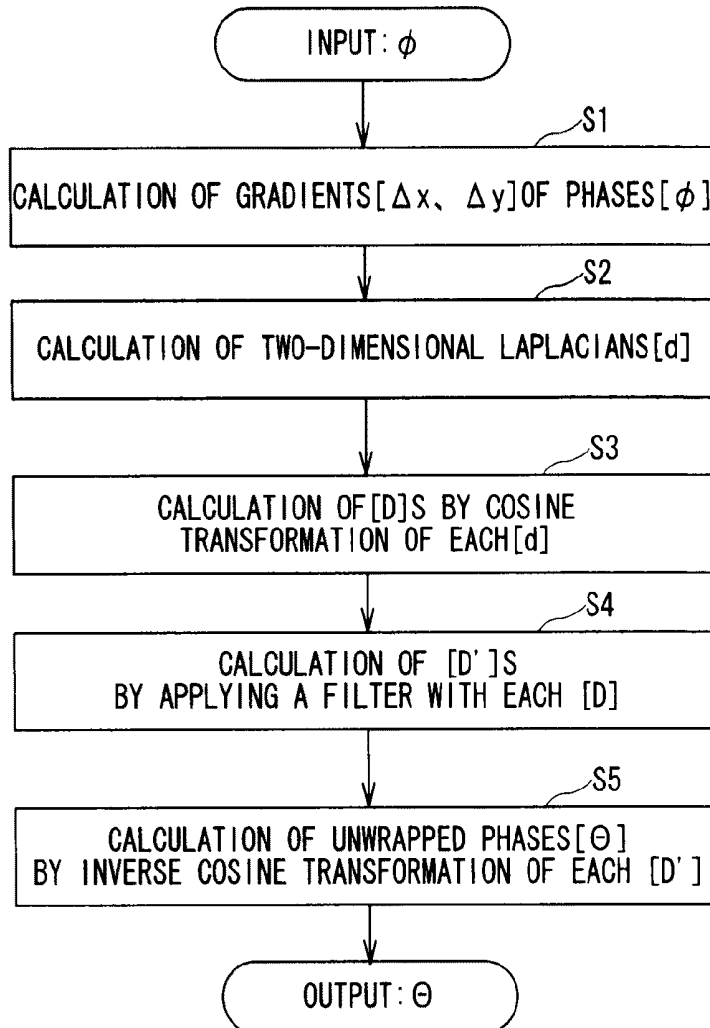 INPUT: ϕ
S1
CALCULATION OF GRADIENTS[Δx、Δy]OF PHASES[ϕ]
S2
CALCULATION OF TWO-DIMENSIONAL LAPLACIANS[d]
S3
CALCULATION OF[D]S BY COSINE
TRANSFORMATION OF EACH[d]
S4
CALCULATION OF [D']S
BY APPLYING A FILTER WITH EACH [D]
S5
CALCULATION OF UNWRAPPED PHASES[Θ]
BY INVERSE COSINE TRANSFORMATION OF EACH [D']
OUTPUT: Θ